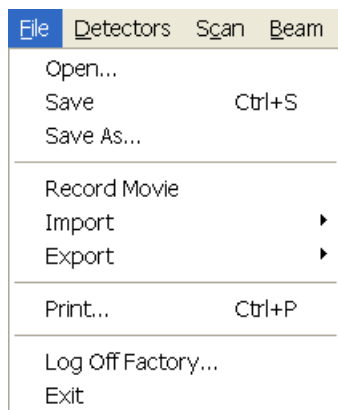 File Detectors Scan Beam
Open...
Save Ctrl+S
Save As...
Record Movie
Import
Export
Print... Ctrl+P
Log Off Factory...
Exit